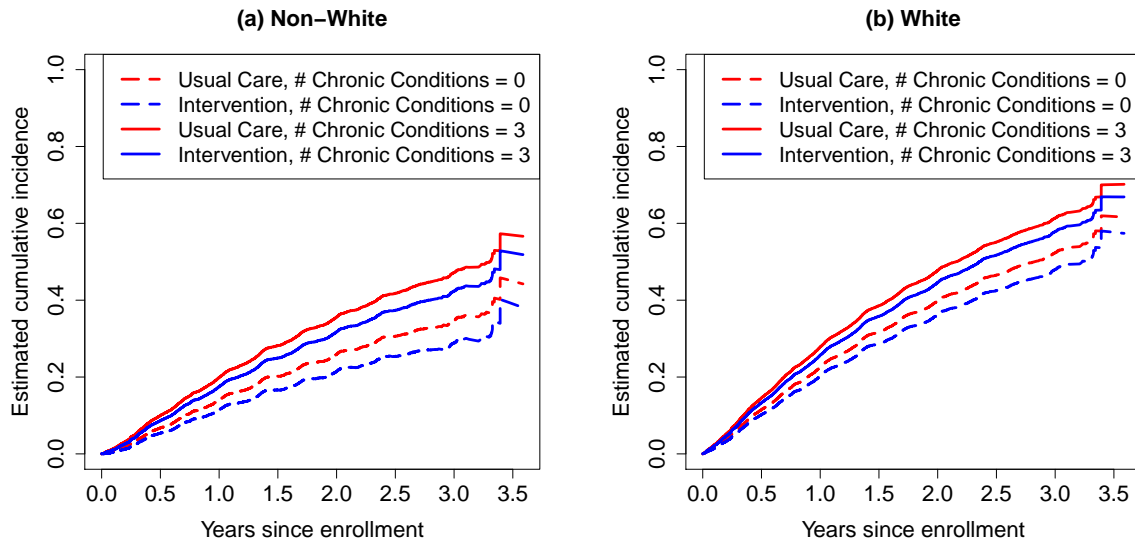 (a) Non−White
Estimated cumulative incidence
1.0
0.8
0.6
0.4
0.2
0.0
Usual Care, # Chronic Conditions = 0
Intervention, # Chronic Conditions = 0
Usual Care, # Chronic Conditions = 3
Intervention, # Chronic Conditions = 3
0.0 0.5 1.0 1.5 2.0 2.5 3.0 3.5
Years since enrollment
(b) White
Estimated cumulative incidence
1.0
0.8
0.6
0.4
0.2
0.0
Usual Care, # Chronic Conditions = 0
Intervention, # Chronic Conditions = 0
Usual Care, # Chronic Conditions = 3
Intervention, # Chronic Conditions = 3
0.0 0.5 1.0 1.5 2.0 2.5 3.0 3.5
Years since enrollment